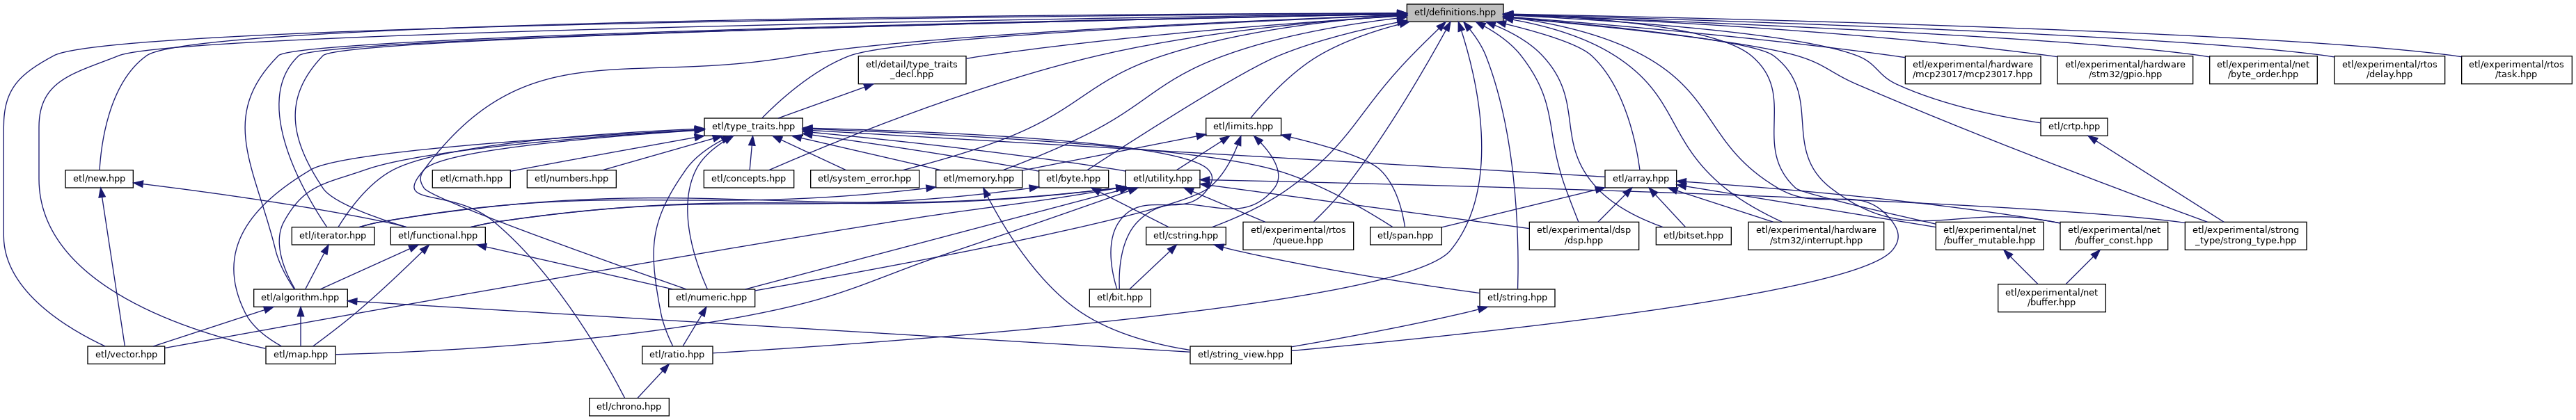 etl/definitions.hpp
etl/detail/type_traits
_decl.hpp
etl/experimental/hardware
/mcp23017/mcp23017.hpp
etl/experimental/hardware
/stm32/gpio.hpp
etl/experimental/net
/byte_order.hpp
etl/experimental/rtos
/delay.hpp
etl/experimental/rtos
/task.hpp
etl/type_traits.hpp
etl/limits.hpp
etl/crtp.hpp
etl/new.hpp
etl/cmath.hpp
etl/numbers.hpp
etl/concepts.hpp
etl/system_error.hpp
etl/memory.hpp
etl/byte.hpp
etl/utility.hpp
etl/array.hpp
etl/iterator.hpp
etl/functional.hpp
etl/cstring.hpp
etl/experimental/rtos
/queue.hpp
etl/span.hpp
etl/experimental/dsp
/dsp.hpp
etl/bitset.hpp
etl/experimental/hardware
/stm32/interrupt.hpp
etl/experimental/net
/buffer_mutable.hpp
etl/experimental/net
/buffer_const.hpp
etl/experimental/strong
_type/strong_type.hpp
etl/algorithm.hpp
etl/numeric.hpp
etl/bit.hpp
etl/string.hpp
etl/experimental/net
/buffer.hpp
etl/vector.hpp
etl/map.hpp
etl/ratio.hpp
etl/string_view.hpp
etl/chrono.hpp